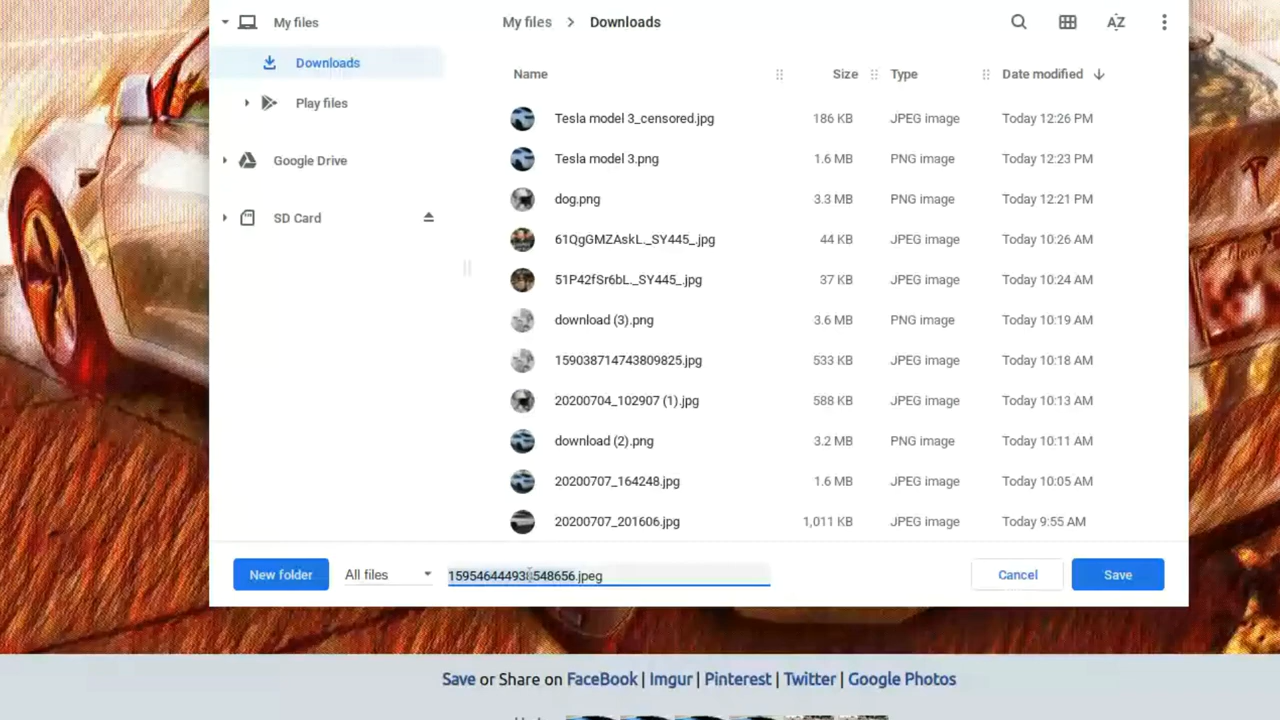 My files
My files > Downloads
AZ
Downloads
Name Size Type Date modified
Play files
Tesla model 3_censored.jpg 186 KB JPEG image Today 12:26 PM
Google Drive
Tesla model 3.png 1.6 MB PNG image Today 12:23 PM
dog.png 3.3 MB PNG image Today 12:21 PM
SD Card
61QgGMZAskL._SY445_.jpg 44 KB JPEG image Today 10:26 AM
51P42fSr6bL._SY445_.jpg 37 KB JPEG image Today 10:24 AM
download (3).png 3.6 MB PNG image Today 10:19 AM
159038714743809825.jpg 533 KB JPEG image Today 10:18 AM
20200704_102907 (1).jpg 588 KB JPEG image Today 10:13 AM
download (2).png 3.2 MB PNG image Today 10:11 AM
20200707_164248.jpg 1.6 MB JPEG image Today 10:05 AM
20200707_201606.jpg 1,011 KB JPEG image Today 9:55 AM
New folder All files Cancel Save
Save or Share on FaceBook | Imgur | Pinterest | Twitter | Google Photos